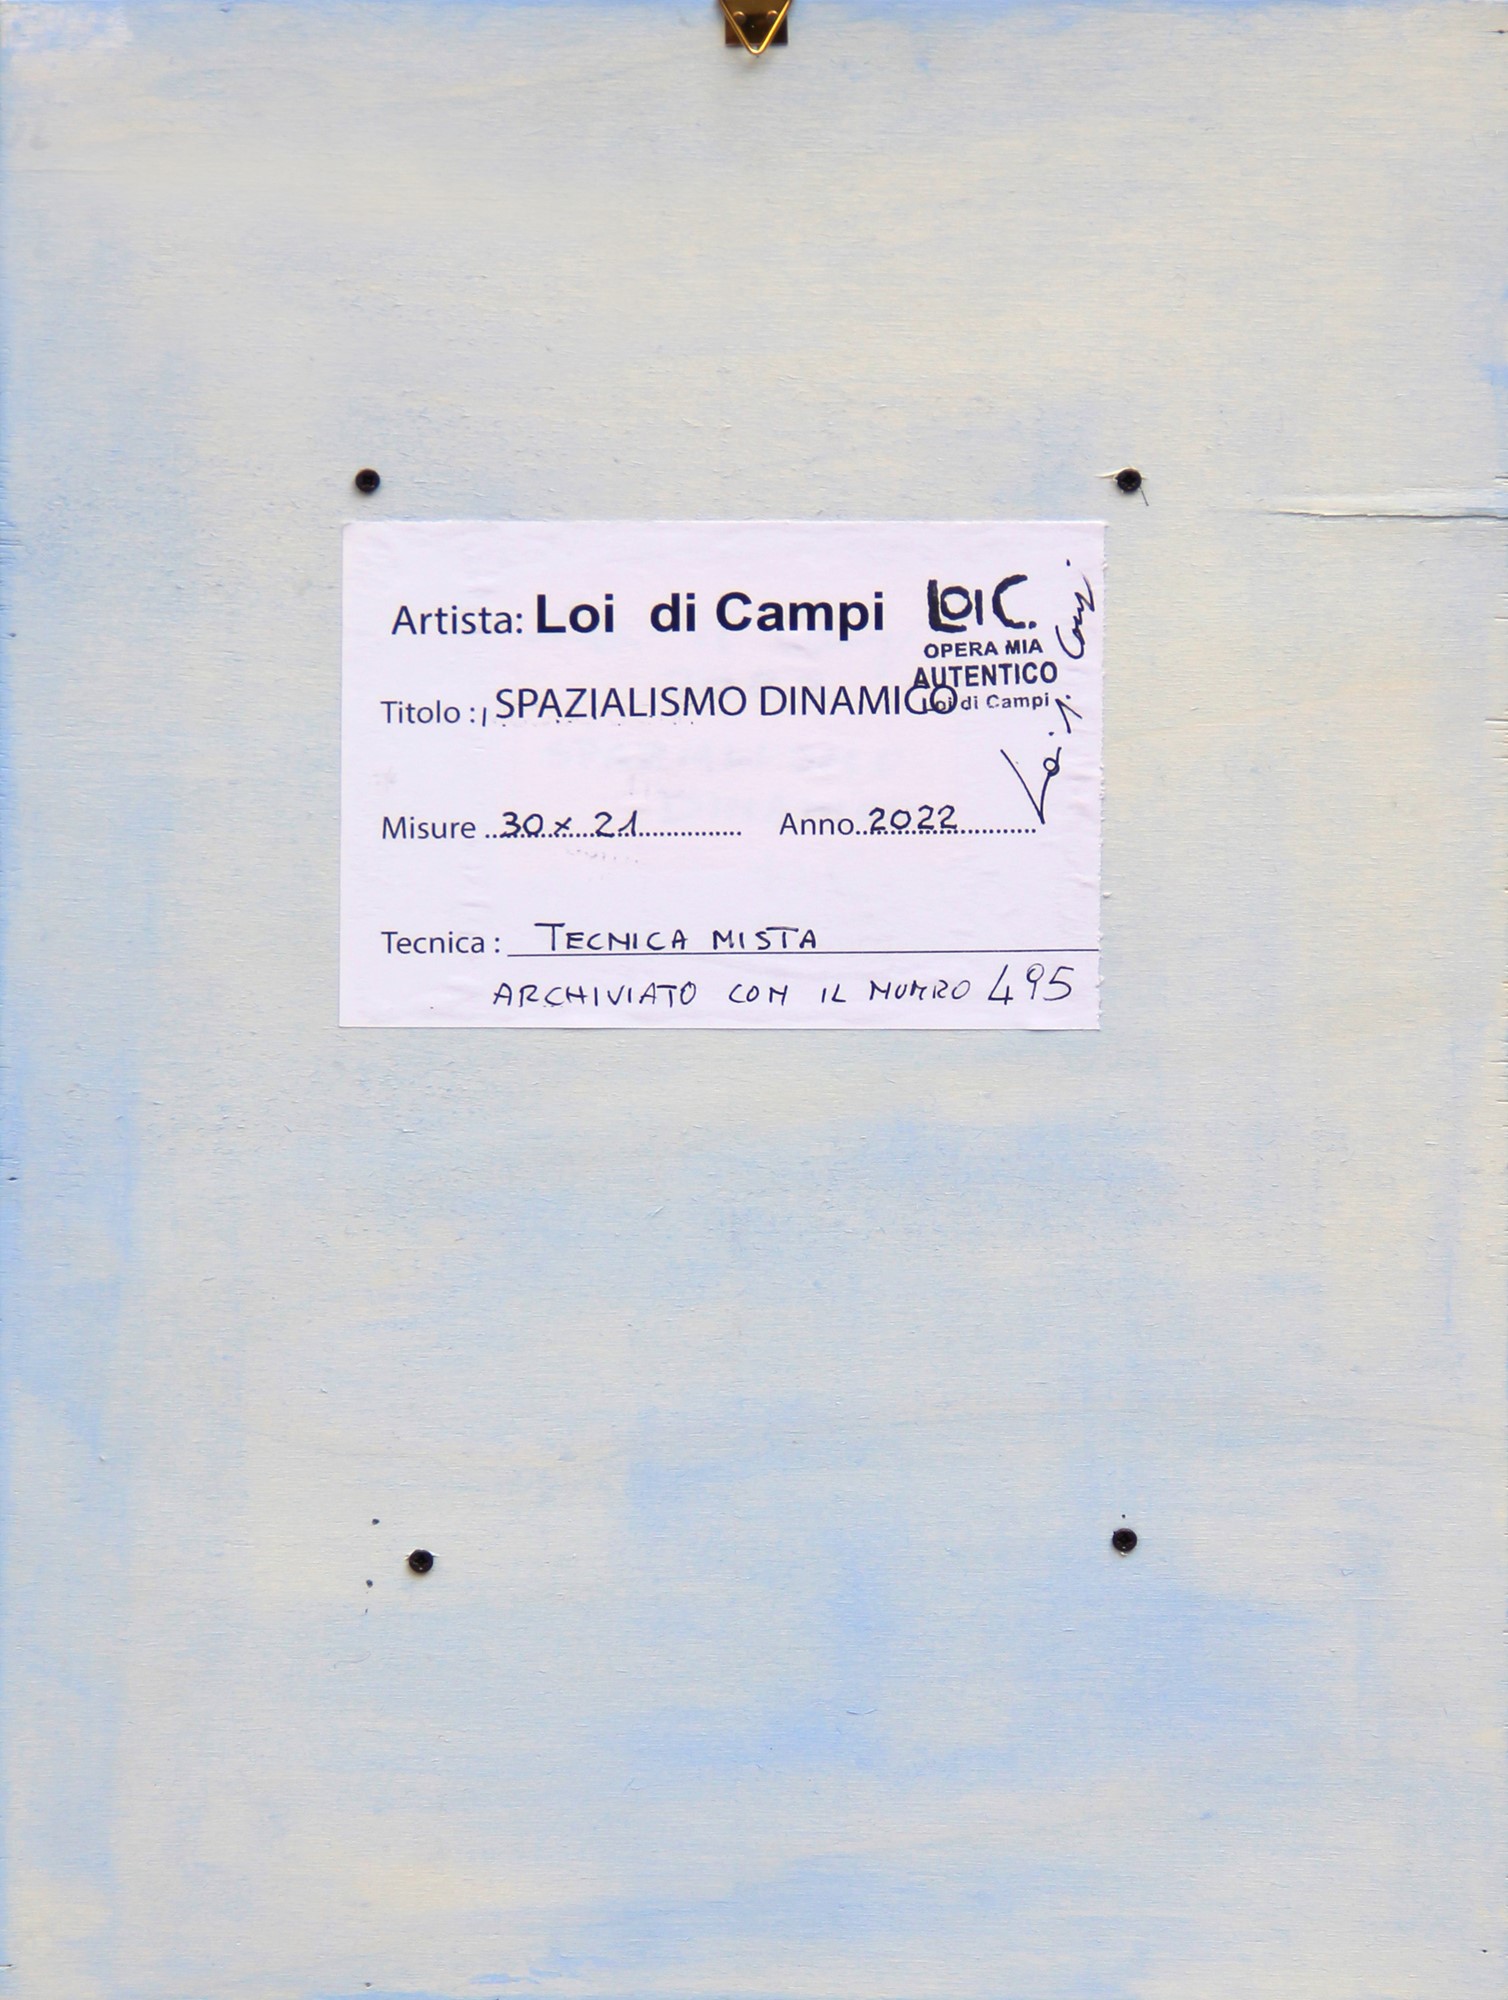 Artista: Loi di Campi
LOI C.
OPERA MIA
AUTENTICO
Loi di Campi
Titolo : SPAZIALISMO DINAMICO
Misure 30 x 21 Anno 2022
Tecnica : TECNICA MISTA
ARCHIVIATO CON IL NUMRO 495